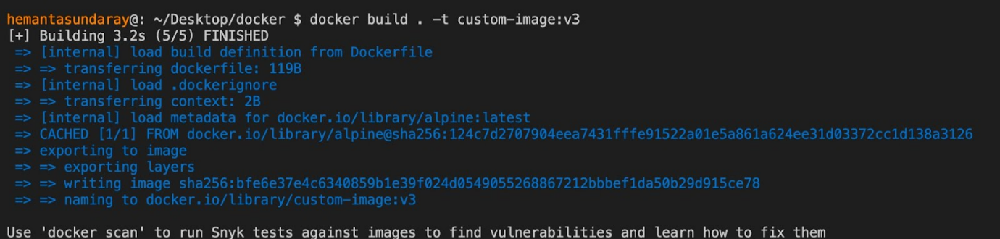 hemantasundaray@: ~/Desktop/docker $ docker build . -t custom-image:v3
[+] Building 3.2s (5/5) FINISHED
=> [internal] load build definition from Dockerfile
=> => transferring dockerfile: 119B
=> [internal] load .dockerignore
=> => transferring context: 2B
=> [internal] load metadata for docker.io/library/alpine:latest
=> CACHED [1/1] FROM docker.io/library/alpine@sha256:124c7d2707904eea7431fffe91522a01e5a861a624ee31d03372cc1d138a3126
=> exporting to image
=> => exporting layers
=> => writing image sha256:bfe6e37e4c6340859b1e39f024d0549055268867212bbbef1da50b29d915ce78
=> => naming to docker.io/library/custom-image:v3
Use 'docker scan' to run Snyk tests against images to find vulnerabilities and learn how to fix them